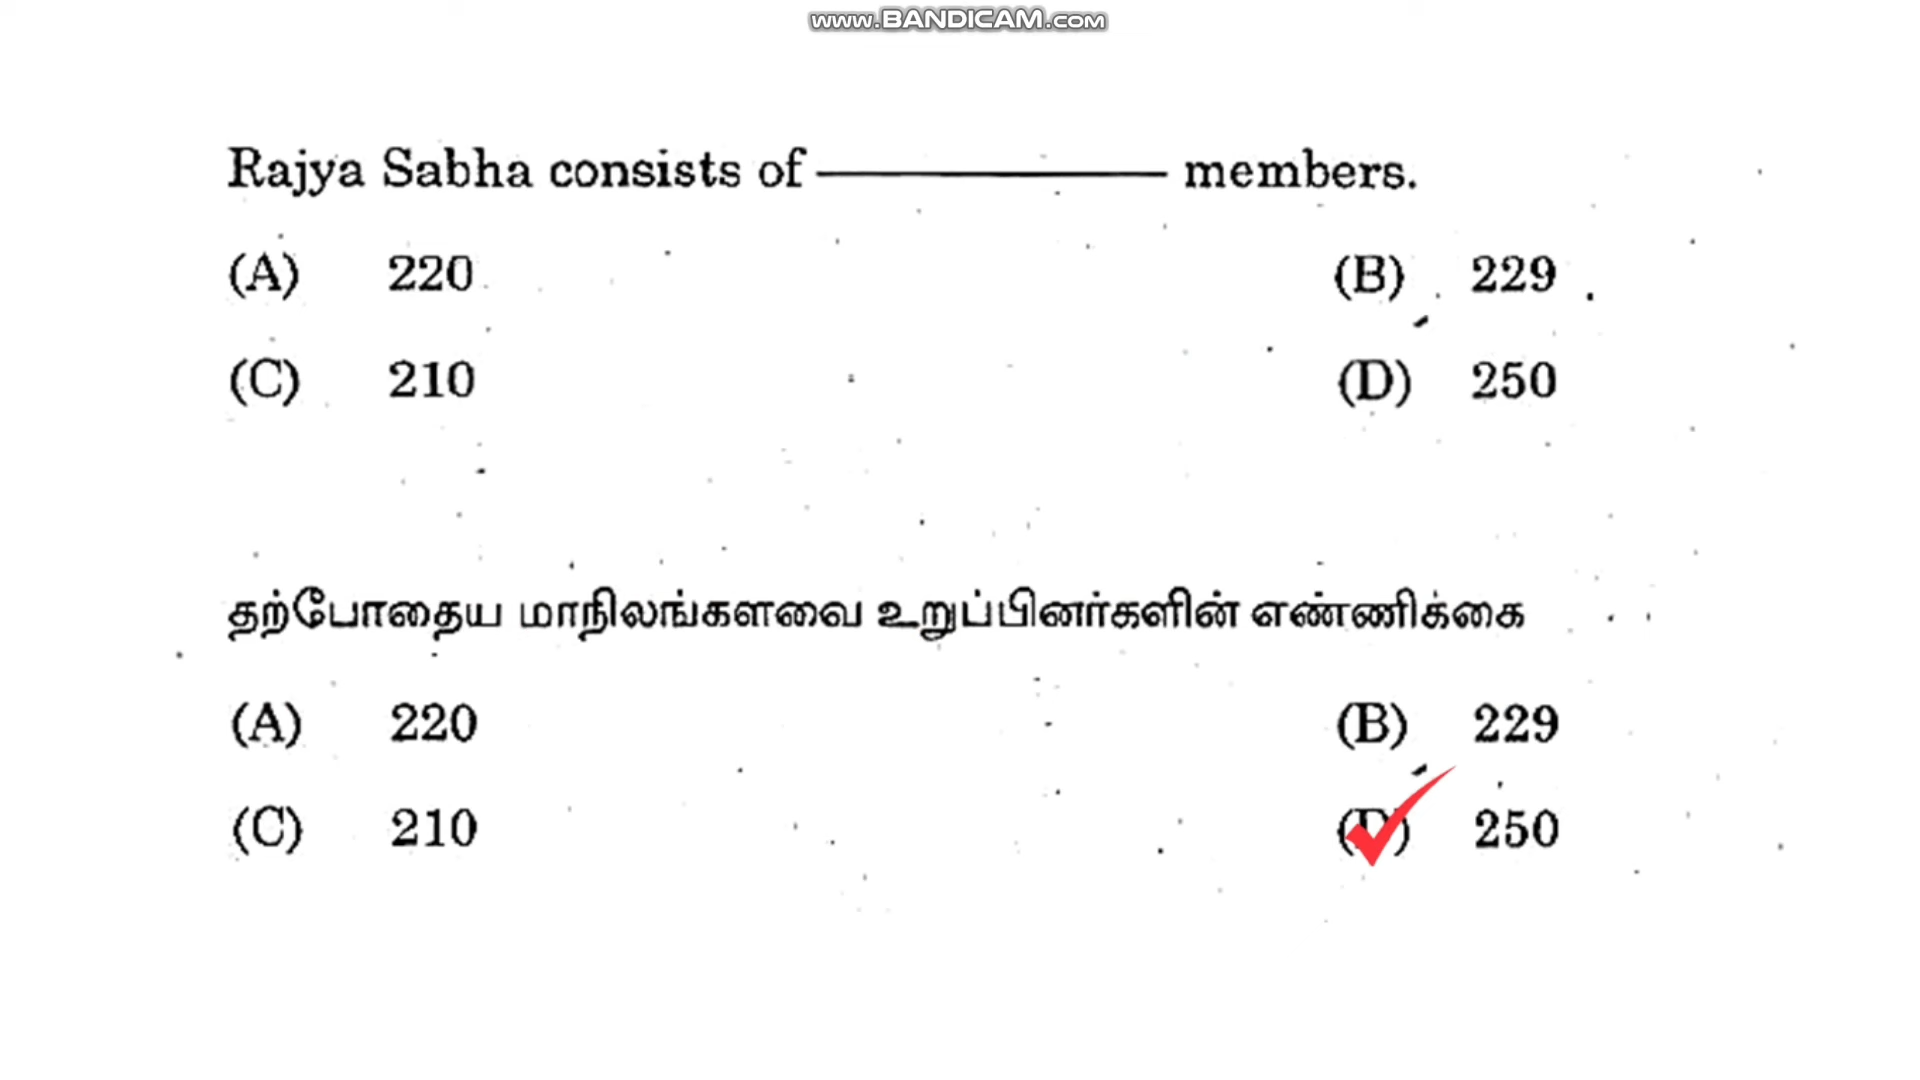 www.BANDICAM.com
Rajya Sabha consists of ———————— members.
(A) 220 (B) 229
(C) 210 (D) 250
தற்போதைய மாநிலங்களவை உறுப்பினர்களின் எண்ணிக்கை
(A) 220 (B) 229
(C) 210 (D) 250